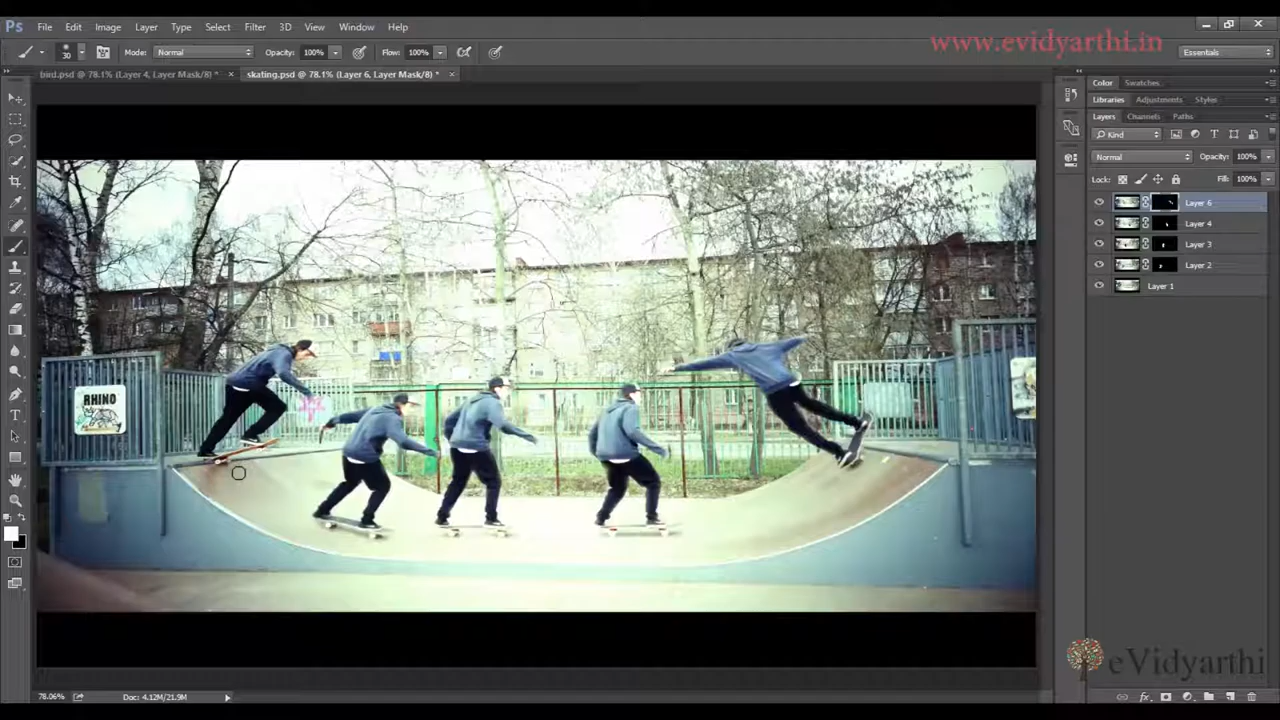 Ps File Edit Image Layer Type Select Filter 3D View Window Help
www.evidyarthi.in
30 Mode: Normal Opacity: 100% Flow: 100% Essentials
bird.psd @ 78.1% (Layer 4, Layer Mask/8) * × skating.psd @ 78.1% (Layer 6, Layer Mask/8) * ×
Color Swatches
Libraries Adjustments Styles
Layers Channels Paths
Kind
Normal Opacity: 100%
Lock: Fill: 100%
Layer 6
Layer 4
Layer 3
Layer 2
Layer 1
RHINO
eVidyarthi
78.06% Doc: 4.12M/21.9M